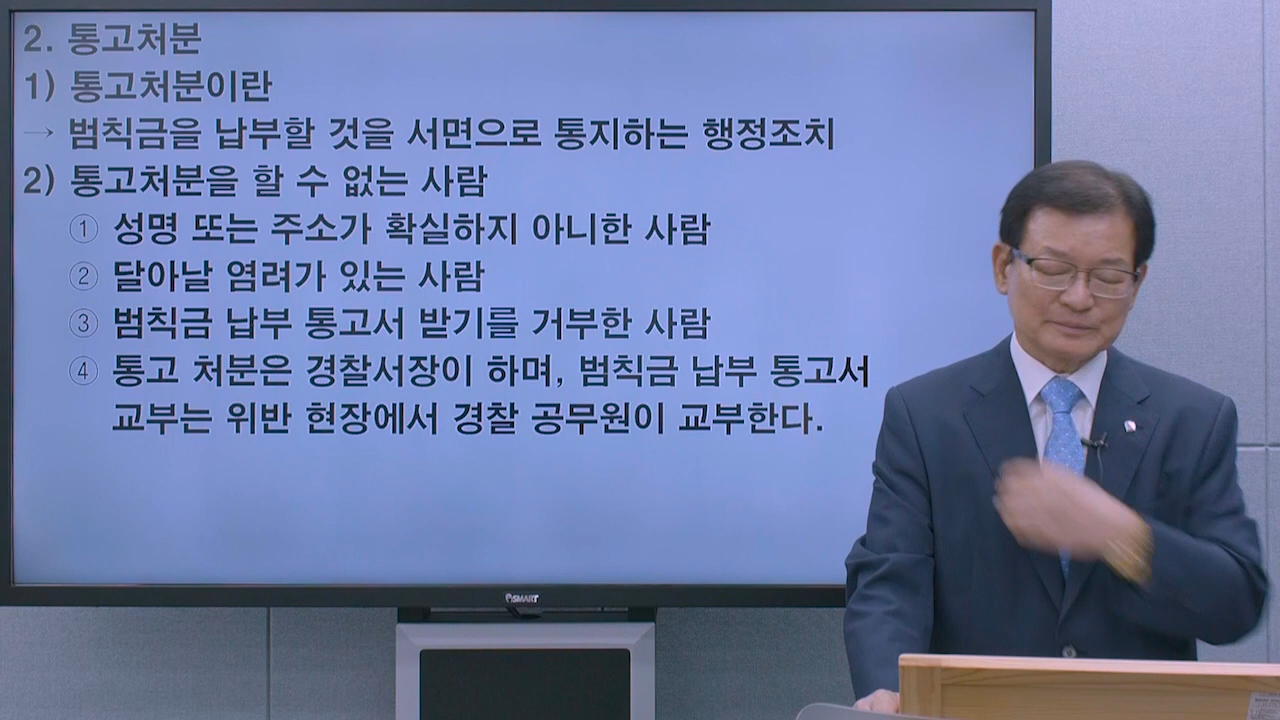 2. 통고처분
1) 통고처분이란
→ 범칙금을 납부할 것을 서면으로 통지하는 행정조치
2) 통고처분을 할 수 없는 사람
① 성명 또는 주소가 확실하지 아니한 사람
② 달아날 염려가 있는 사람
③ 범칙금 납부 통고서 받기를 거부한 사람
④ 통고 처분은 경찰서장이 하며, 범칙금 납부 통고서
교부는 위반 현장에서 경찰 공무원이 교부한다.
SMART